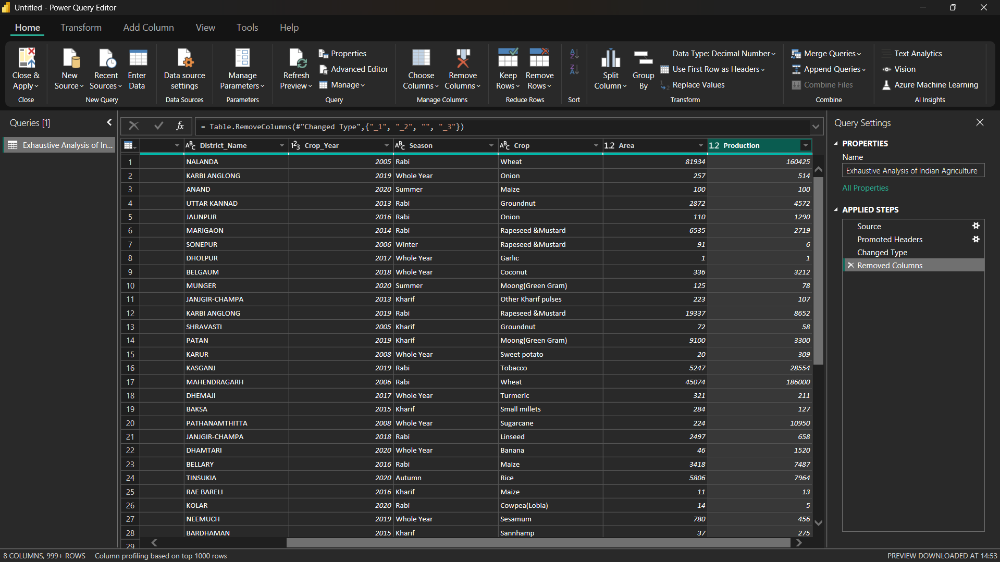 Untitled - Power Query Editor
Home Transform Add Column View Tools Help
Close & Apply
Close
New Source
Recent Sources
Enter Data
New Query
Data source settings
Data Sources
Manage Parameters
Parameters
Refresh Preview
Properties
Advanced Editor
Manage
Query
Choose Columns
Remove Columns
Manage Columns
Keep Rows
Remove Rows
Reduce Rows
Sort
Split Column
Group By
Data Type: Decimal Number
Use First Row as Headers
Replace Values
Transform
Merge Queries
Append Queries
Combine Files
Combine
Text Analytics
Vision
Azure Machine Learning
AI Insights
Queries [1]
Exhaustive Analysis of In...
fx = Table.RemoveColumns(#"Changed Type",{"_1", "_2", "", "_3"})
ABC District_Name 123 Crop_Year ABC Season ABC Crop 1.2 Area 1.2 Production
1 NALANDA 2005 Rabi Wheat 81934 160425
2 KARBI ANGLONG 2019 Whole Year Onion 257 514
3 ANAND 2020 Summer Maize 100 100
4 UTTAR KANNAD 2013 Rabi Groundnut 2872 4572
5 JAUNPUR 2016 Rabi Onion 110 1290
6 MARIGAON 2014 Rabi Rapeseed &Mustard 6535 2719
7 SONEPUR 2006 Winter Rapeseed &Mustard 91 6
8 DHOLPUR 2017 Whole Year Garlic 1 1
9 BELGAUM 2018 Whole Year Coconut 336 3212
10 MUNGER 2020 Summer Moong(Green Gram) 125 78
11 JANJGIR-CHAMPA 2013 Kharif Other Kharif pulses 223 107
12 KARBI ANGLONG 2019 Rabi Rapeseed &Mustard 19337 8652
13 SHRAVASTI 2005 Kharif Groundnut 72 58
14 PATAN 2019 Kharif Moong(Green Gram) 9100 3300
15 KARUR 2008 Whole Year Sweet potato 20 309
16 KASGANJ 2019 Rabi Tobacco 5247 28554
17 MAHENDRAGARH 2006 Rabi Wheat 45074 186000
18 DHEMAJI 2017 Whole Year Turmeric 321 211
19 BAKSA 2015 Kharif Small millets 284 127
20 PATHANAMTHITTA 2008 Whole Year Sugarcane 224 10950
21 JANJGIR-CHAMPA 2018 Rabi Linseed 2497 658
22 DHAMTARI 2020 Whole Year Banana 46 1520
23 BELLARY 2016 Rabi Maize 3418 7487
24 TINSUKIA 2020 Autumn Rice 5806 7964
25 RAE BARELI 2016 Kharif Maize 11 13
26 KOLAR 2020 Rabi Cowpea(Lobia) 14 5
27 NEEMUCH 2019 Whole Year Sesamum 780 456
28 BARDHAMAN 2015 Kharif Sannhamp 37 275
29
Query Settings
PROPERTIES
Name
Exhaustive Analysis of Indian Agriculture
All Properties
APPLIED STEPS
Source
Promoted Headers
Changed Type
Removed Columns
8 COLUMNS, 999+ ROWS Column profiling based on top 1000 rows
PREVIEW DOWNLOADED AT 14:53